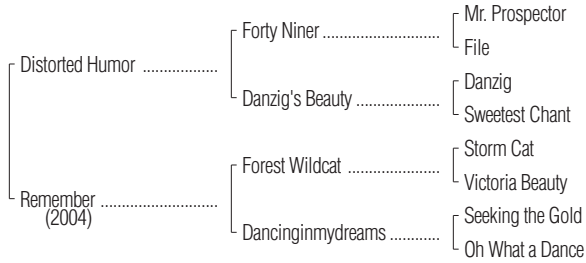 Mr. Prospector
Forty Niner ......................
File
Distorted Humor ..................
Danzig
Danzig's Beauty ................
Sweetest Chant
Storm Cat
Forest Wildcat ..................
Victoria Beauty
Remember ...........................
(2004)
Seeking the Gold
Dancinginmydreams ........
Oh What a Dance